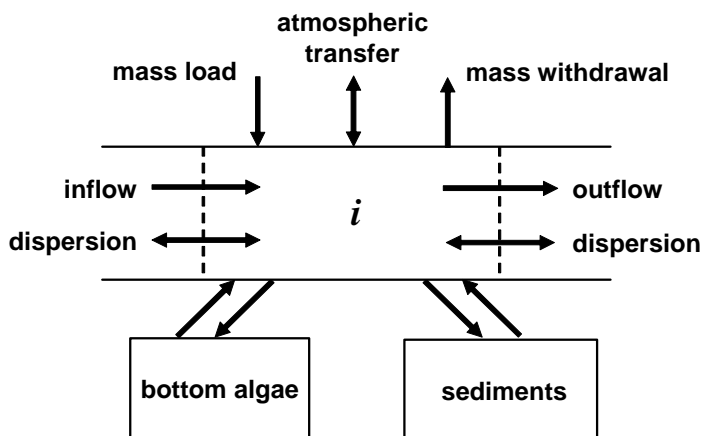 atmospheric
transfer
mass load
mass withdrawal
inflow
i
outflow
dispersion
dispersion
bottom algae
sediments